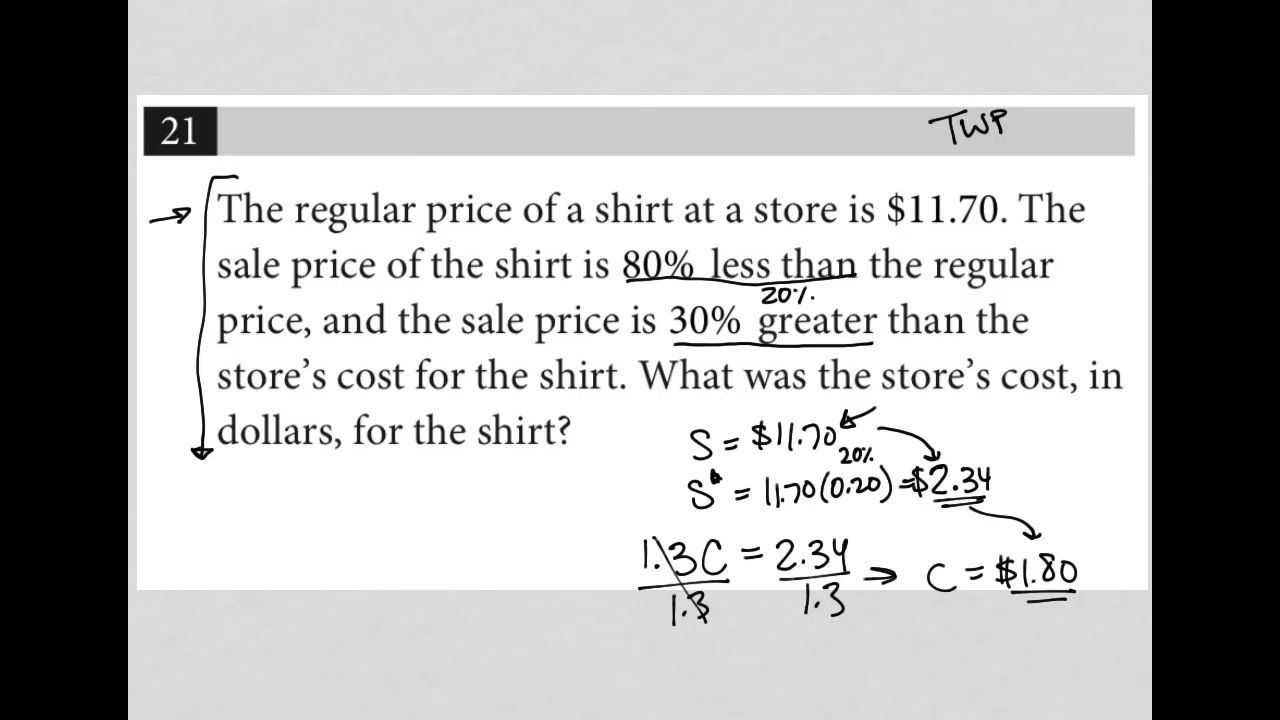 21
TWP
The regular price of a shirt at a store is $11.70. The
sale price of the shirt is 80% less than the regular
20%.
price, and the sale price is 30% greater than the
store's cost for the shirt. What was the store's cost, in
dollars, for the shirt?
S = $11.70
20%
S* = 11.70(0.20) = $2.34
1.3C = 2.34 → C = $1.80
1.3 1.3